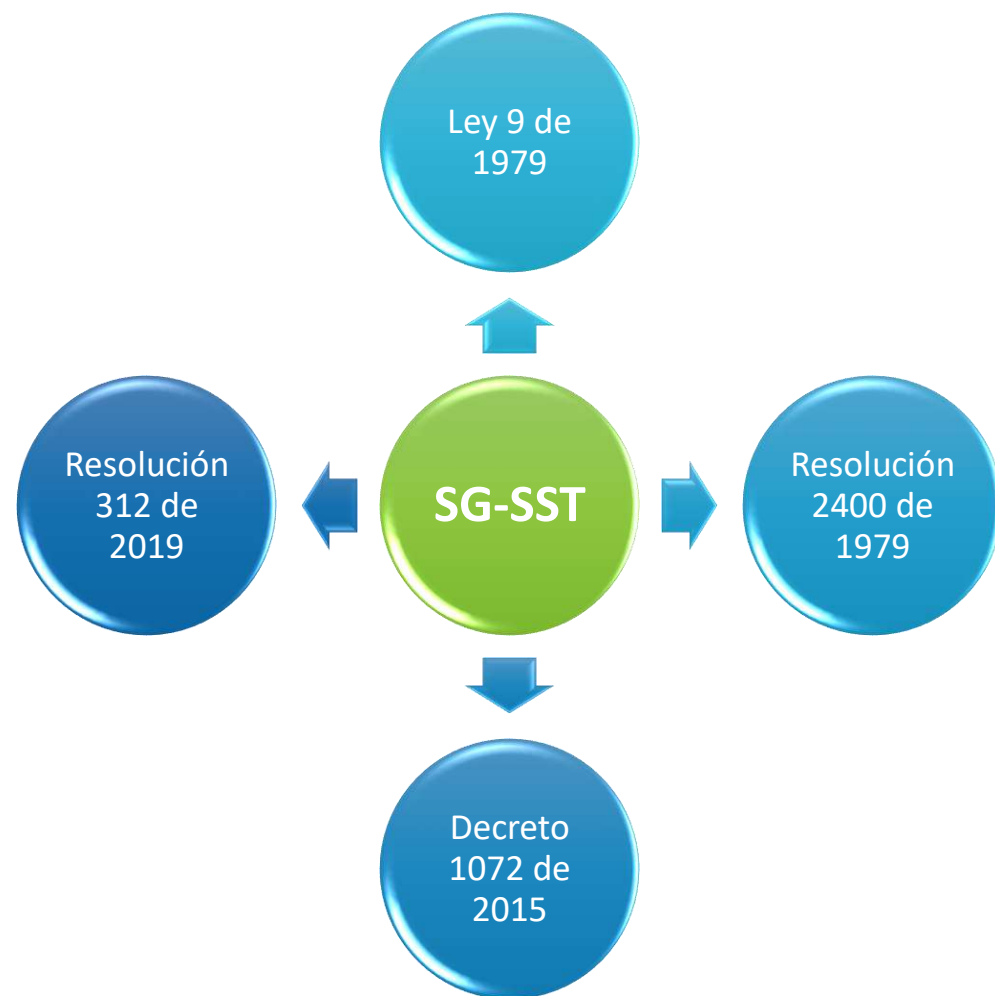 Ley 9 de
1979
Resolución
312 de
2019
SG-SST
Resolución
2400 de
1979
Decreto
1072 de
2015